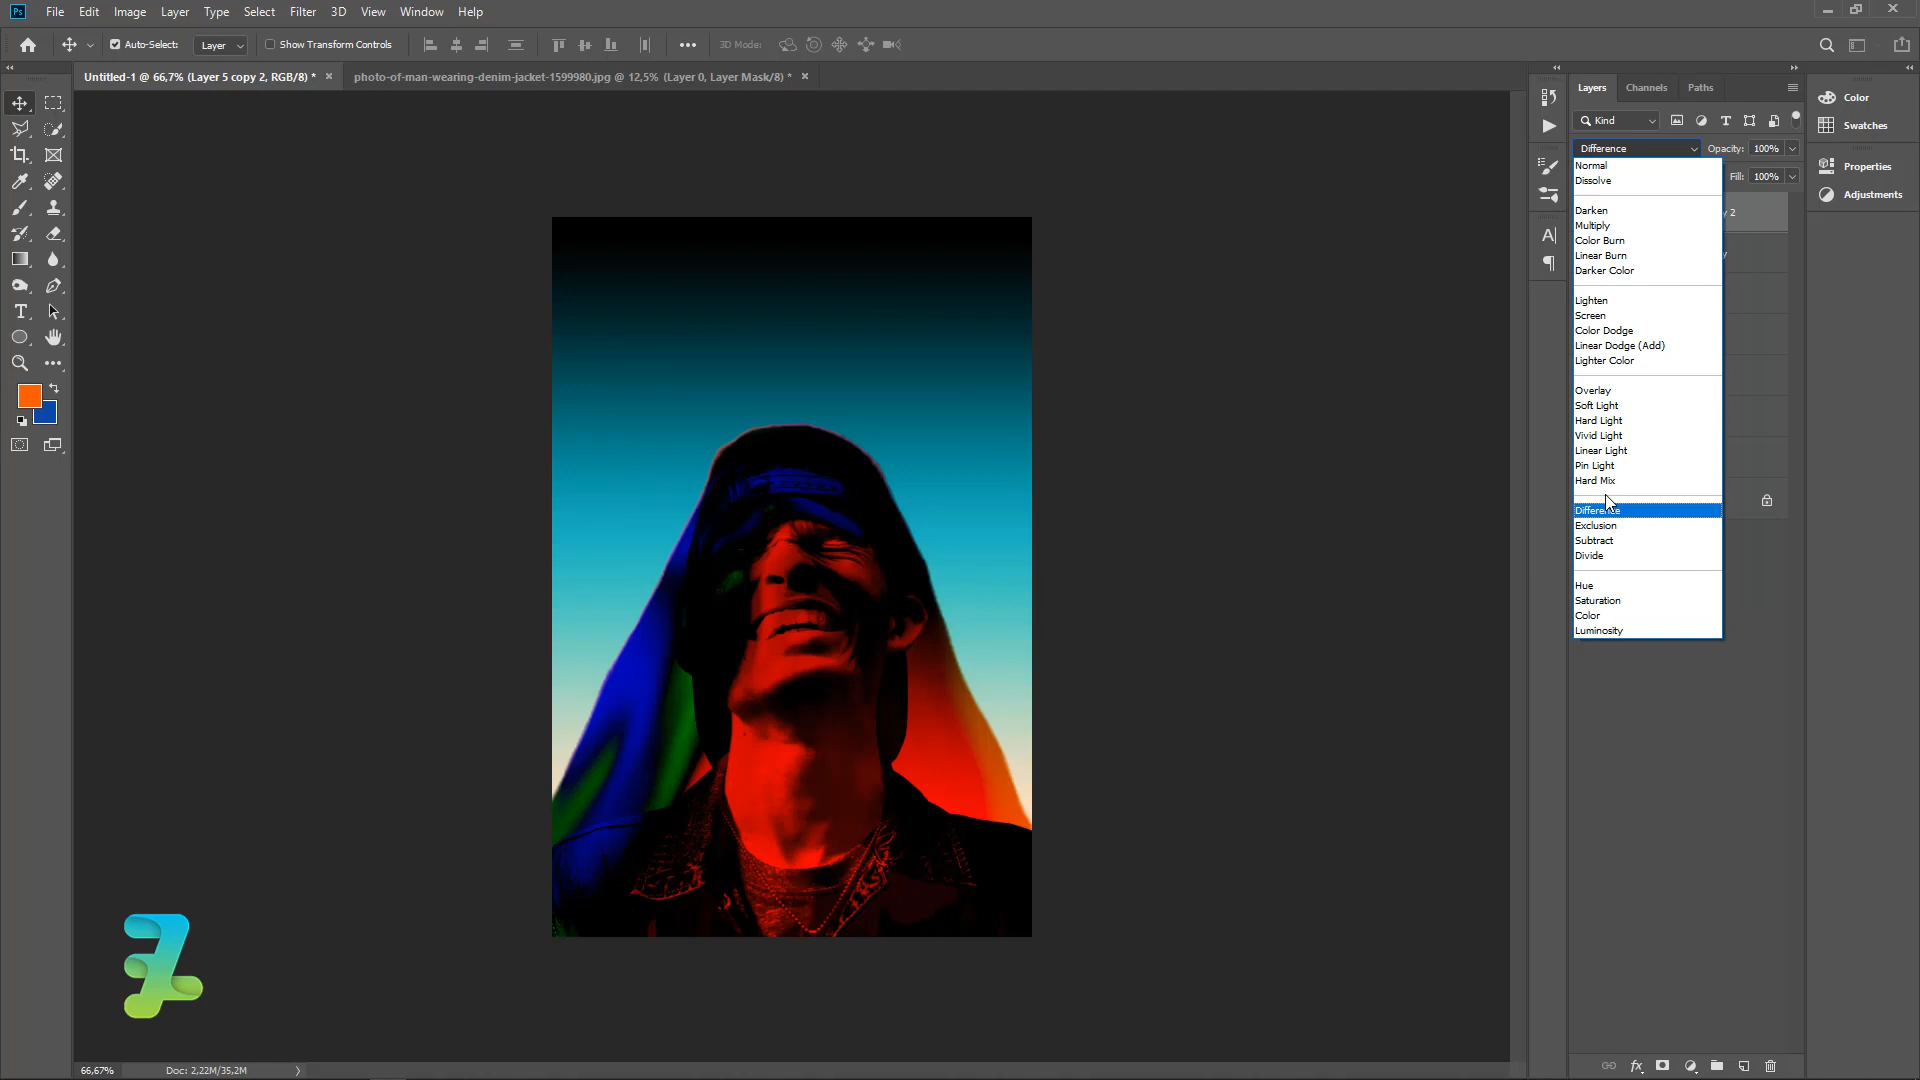 Ps File Edit Image Layer Type Select Filter 3D View Window Help
Auto-Select: Layer Show Transform Controls 3D Mode:
Untitled-1 @ 66,7% (Layer 5 copy 2, RGB/8) * photo-of-man-wearing-denim-jacket-1599980.jpg @ 12,5% (Layer 0, Layer Mask/8) *
Layers Channels Paths
Kind
Difference Opacity: 100%
Fill: 100%
Normal
Dissolve
Darken
Multiply
Color Burn
Linear Burn
Darker Color
Lighten
Screen
Color Dodge
Linear Dodge (Add)
Lighter Color
Overlay
Soft Light
Hard Light
Vivid Light
Linear Light
Pin Light
Hard Mix
Difference
Exclusion
Subtract
Divide
Hue
Saturation
Color
Luminosity
y 2
y
Color
Swatches
Properties
Adjustments
66,67% Doc: 2,22M/35,2M